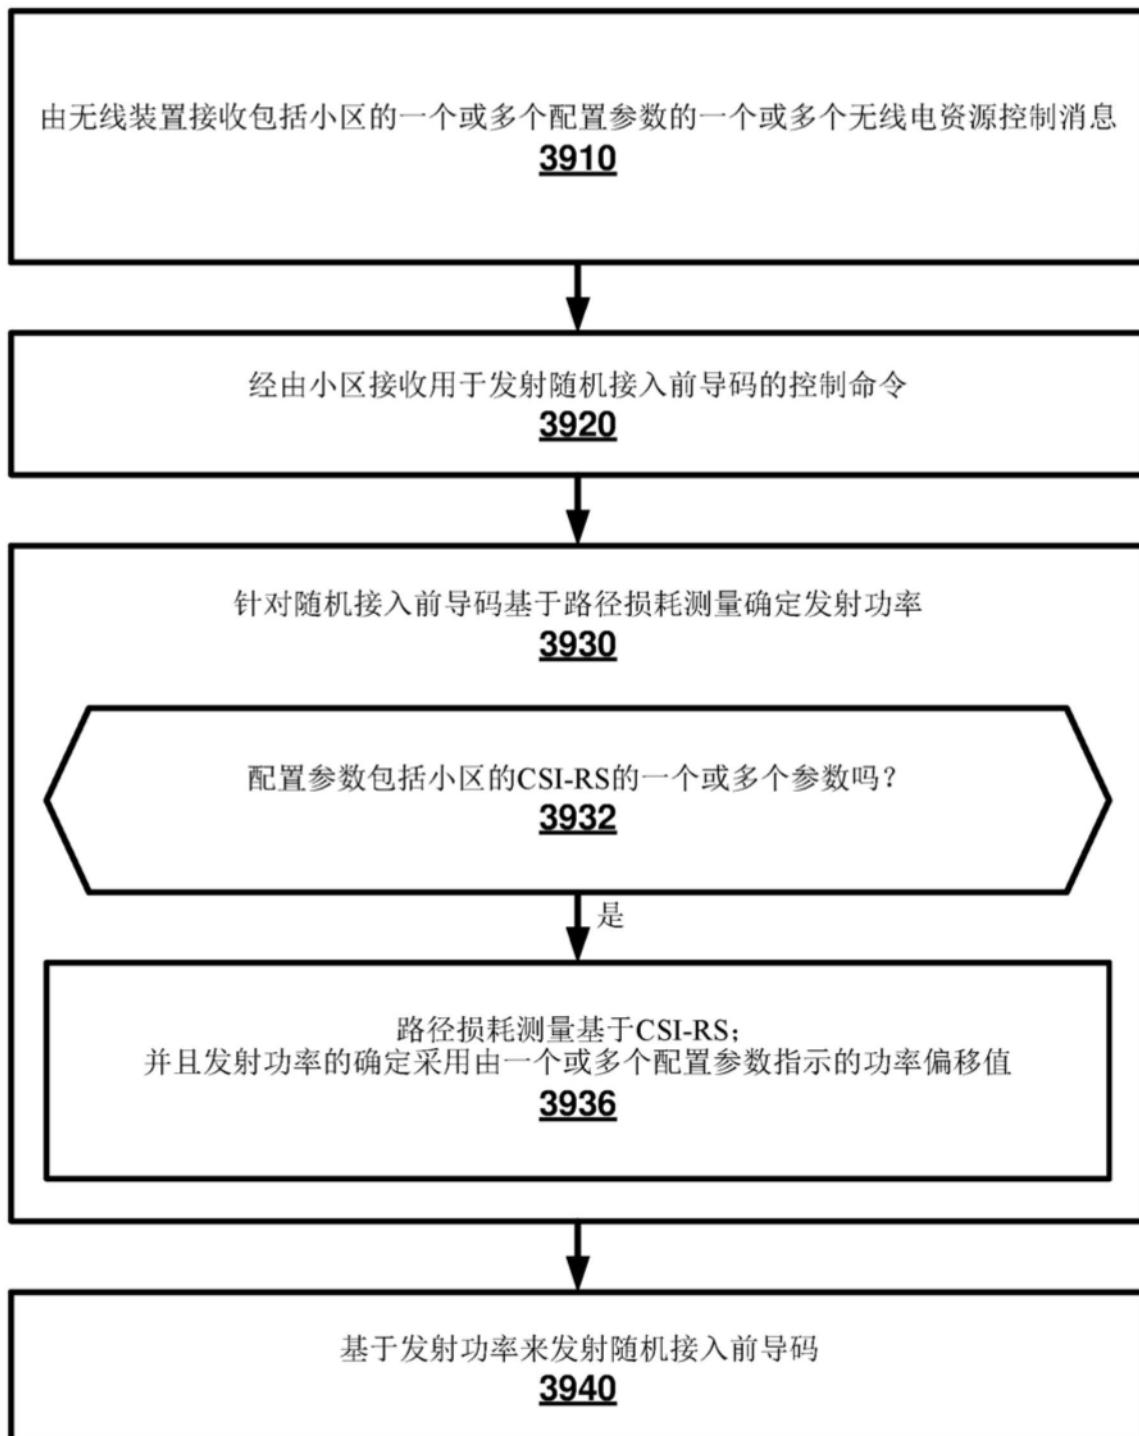 由无线装置接收包括小区的一个或多个配置参数的一个或多个无线电资源控制消息
3910
经由小区接收用于发射随机接入前导码的控制命令
3920
针对随机接入前导码基于路径损耗测量确定发射功率
3930
配置参数包括小区的CSI-RS的一个或多个参数吗？
3932
是
路径损耗测量基于CSI-RS；
并且发射功率的确定采用由一个或多个配置参数指示的功率偏移值
3936
基于发射功率来发射随机接入前导码
3940